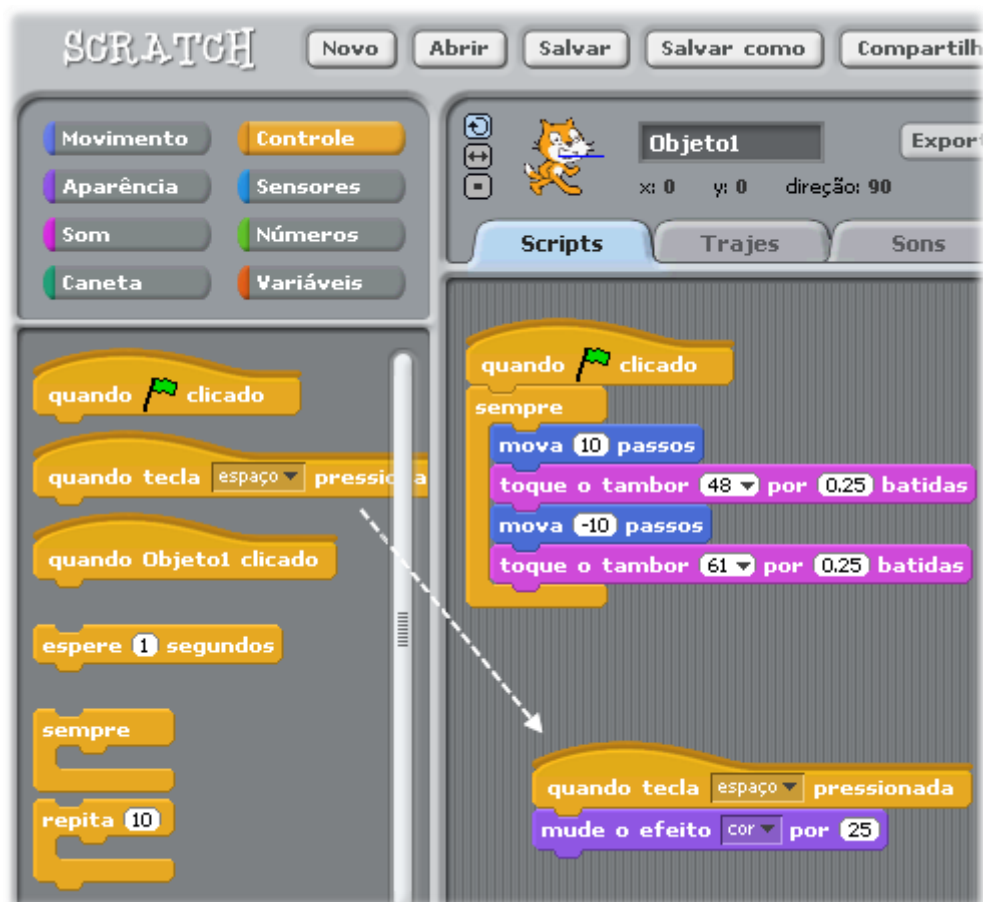 SCRATCH Novo Abrir Salvar Salvar como Compartilh
Movimento Controle
Aparência Sensores
Som Números
Caneta Variáveis
Objeto1 Export
x: 0 y: 0 direção: 90
Scripts Trajes Sons
quando clicado
quando tecla espaço pressiona
quando Objeto1 clicado
espere 1 segundos
sempre
repita 10
quando clicado
sempre
mova 10 passos
toque o tambor 48 por 0.25 batidas
mova -10 passos
toque o tambor 61 por 0.25 batidas
quando tecla espaço pressionada
mude o efeito cor por 25